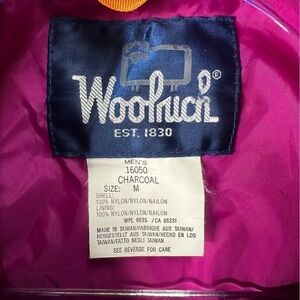 Woolrich®
EST. 1830
MEN'S
16050
CHARCOAL
SIZE: M
SHELL:
100% NYLON/NYLON/NAILON
LINING:
100% NYLON/NYLON/NAILON
WPL 6635 /CA 05331
MADE IN TAIWAN/FABRIQUE AUX TAIWAN/
HERGESTELLT AUS TAIWAN/HECHO EN LOS
TAIWAN/FATTO NEGLI TAIWAN
SEE REVERSE FOR CARE